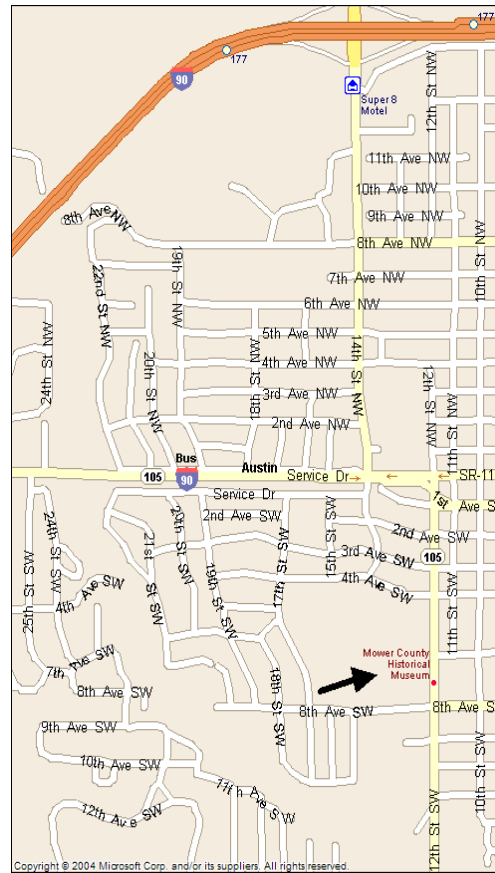 177
177
90
Super 8
Motel
12th St NW
11th Ave NW
10th Ave NW
9th Ave NW
8th Ave NW
8th Ave NW
10th St NW
7th Ave NW
22nd St NW
19th St NW
6th Ave NW
5th Ave NW
14th St NW
4th Ave NW
24th St NW
20th St NW
18th St NW
3rd Ave NW
12th St NW
2nd Ave NW
11th St NW
Bus
Austin
105
90
Service Dr
SR-11
Service Dr
1st Ave S
2nd Ave SW
2nd Ave SW
24th St SW
21st St SW
20th St SW
19th St SW
17th St SW
15th St SW
3rd Ave SW
105
4th Ave SW
25th St SW
4th Ave SW
11th St SW
Mower County
Historical
Museum
7th Ave SW
18th St SW
8th Ave SW
8th Ave SW
8th Ave SW
9th Ave SW
10th Ave SW
11th Ave SW
10th St SW
12th Ave SW
12th St SW
Copyright © 2004 Microsoft Corp. and/or its suppliers. All rights reserved.